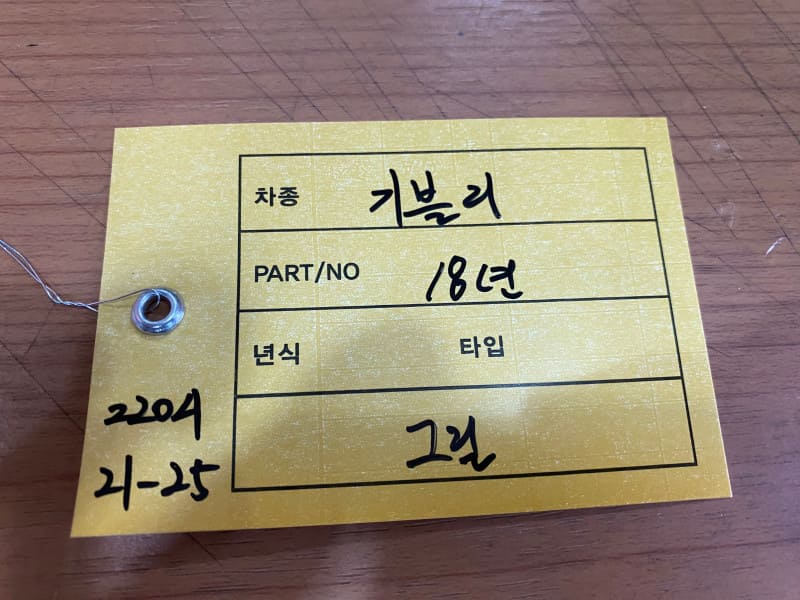 차종 기블리
PART/NO 18년
년식 타입
그릴
2204
21-25